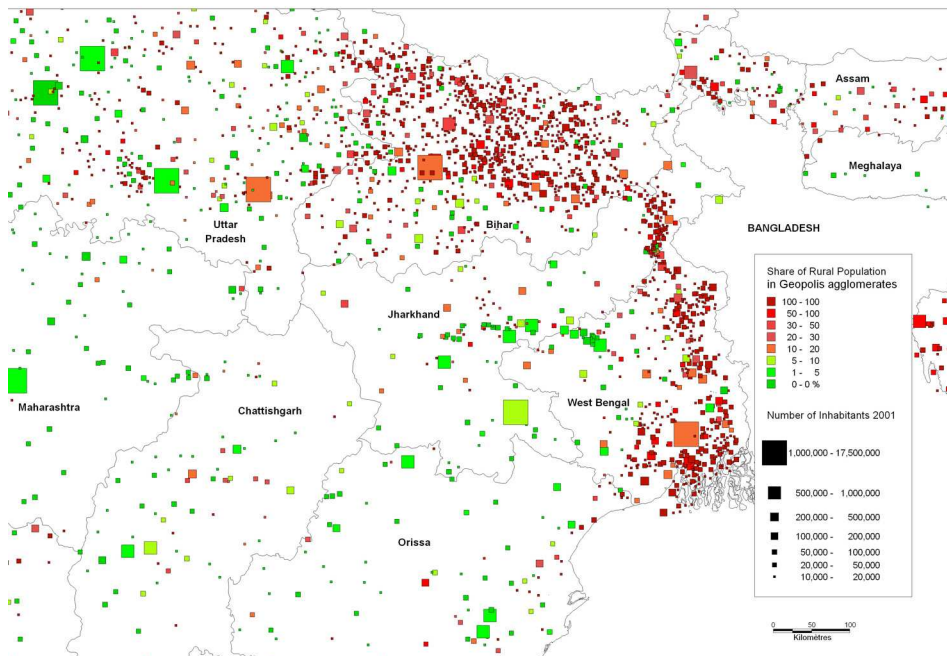 Assam
Meghalaya
Uttar
Pradesh
Bihar
BANGLADESH
Share of Rural Population
in Geopolis agglomerates
100 - 100
50 - 100
30 - 50
20 - 30
10 - 20
5 - 10
1 - 5
0 - 0 %
Jharkhand
Maharashtra
Chattishgarh
West Bengal
Number of Inhabitants 2001
1,000,000 - 17,500,000
500,000 - 1,000,000
200,000 - 500,000
100,000 - 200,000
50,000 - 100,000
20,000 - 50,000
10,000 - 20,000
Orissa
0 50 100
Kilometres